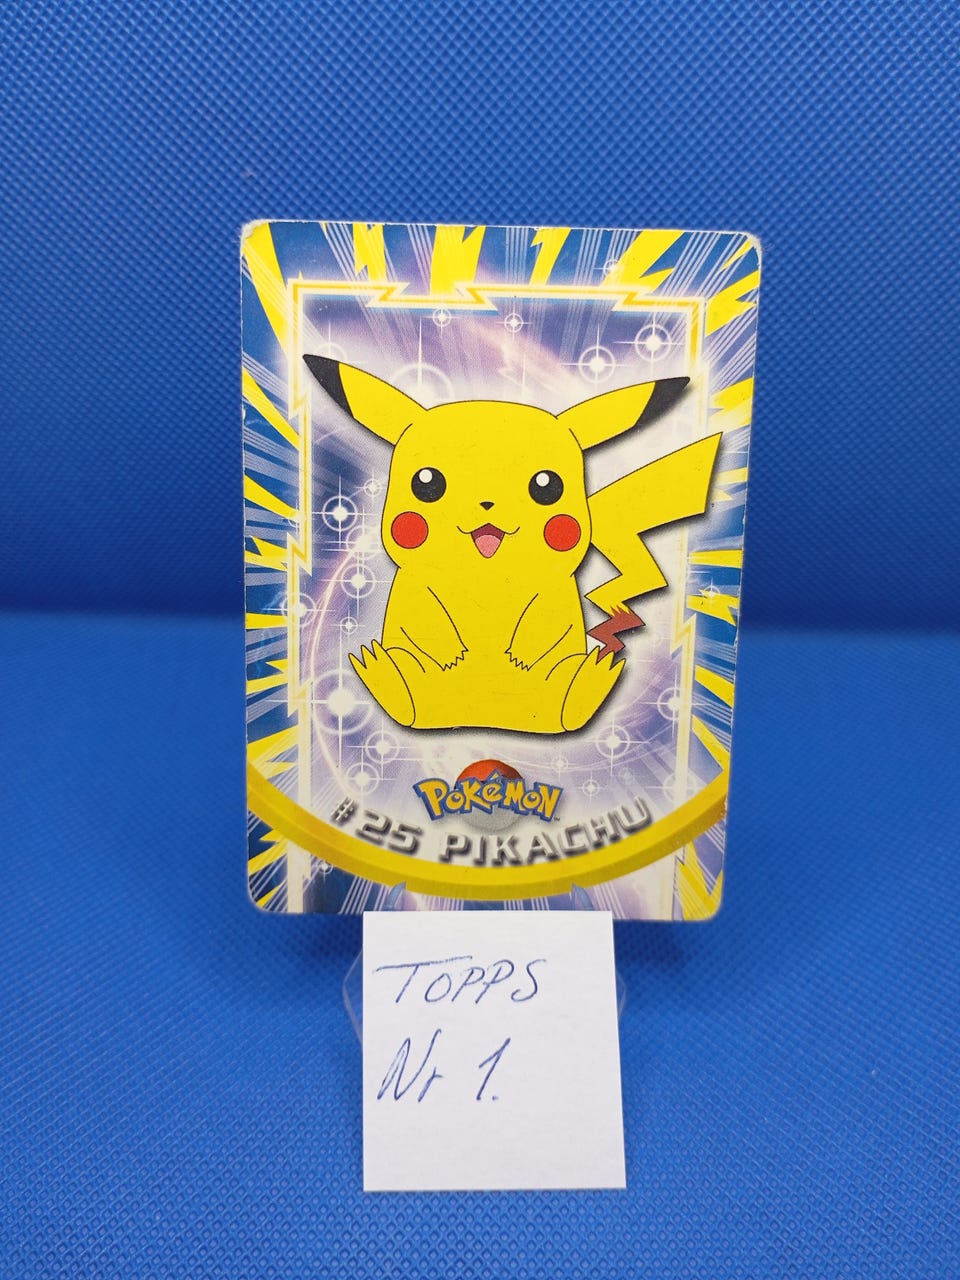 POKéMON
#25 PIKACHU
TOPPS
Nr 1.